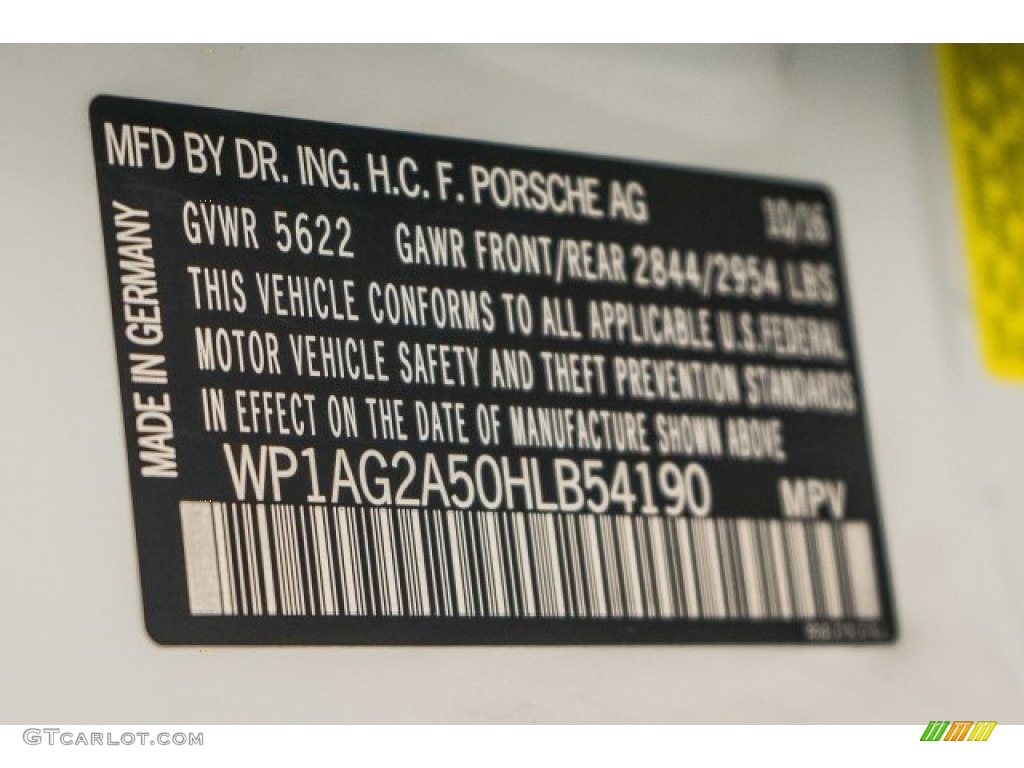 MFD BY DR. ING. H.C. F. PORSCHE AG 10/16
GVWR 5622 GAWR FRONT/REAR 2844/2954 LBS
THIS VEHICLE CONFORMS TO ALL APPLICABLE U.S.FEDERAL
MOTOR VEHICLE SAFETY AND THEFT PREVENTION STANDARDS
IN EFFECT ON THE DATE OF MANUFACTURE SHOWN ABOVE
WP1AG2A50HLB54190 MPV
MADE IN GERMANY
GTCARLOT.COM